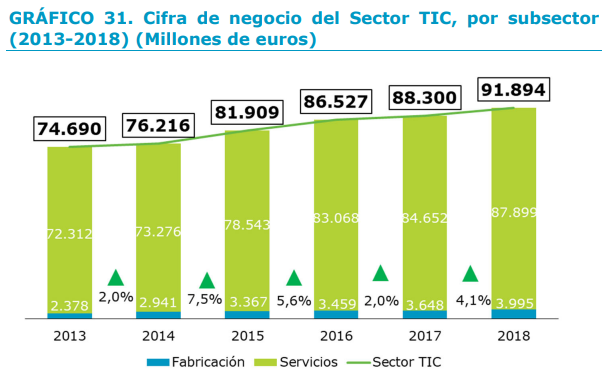 GRÁFICO 31. Cifra de negocio del Sector TIC, por subsector
(2013-2018) (Millones de euros)
74.690 76.216 81.909 86.527 88.300 91.894
72.312 73.276 78.543 83.068 84.652 87.899
2,0% 7,5% 5,6% 2,0% 4,1%
2.378 2.941 3.367 3.459 3.648 3.995
2013 2014 2015 2016 2017 2018
Fabricación Servicios Sector TIC